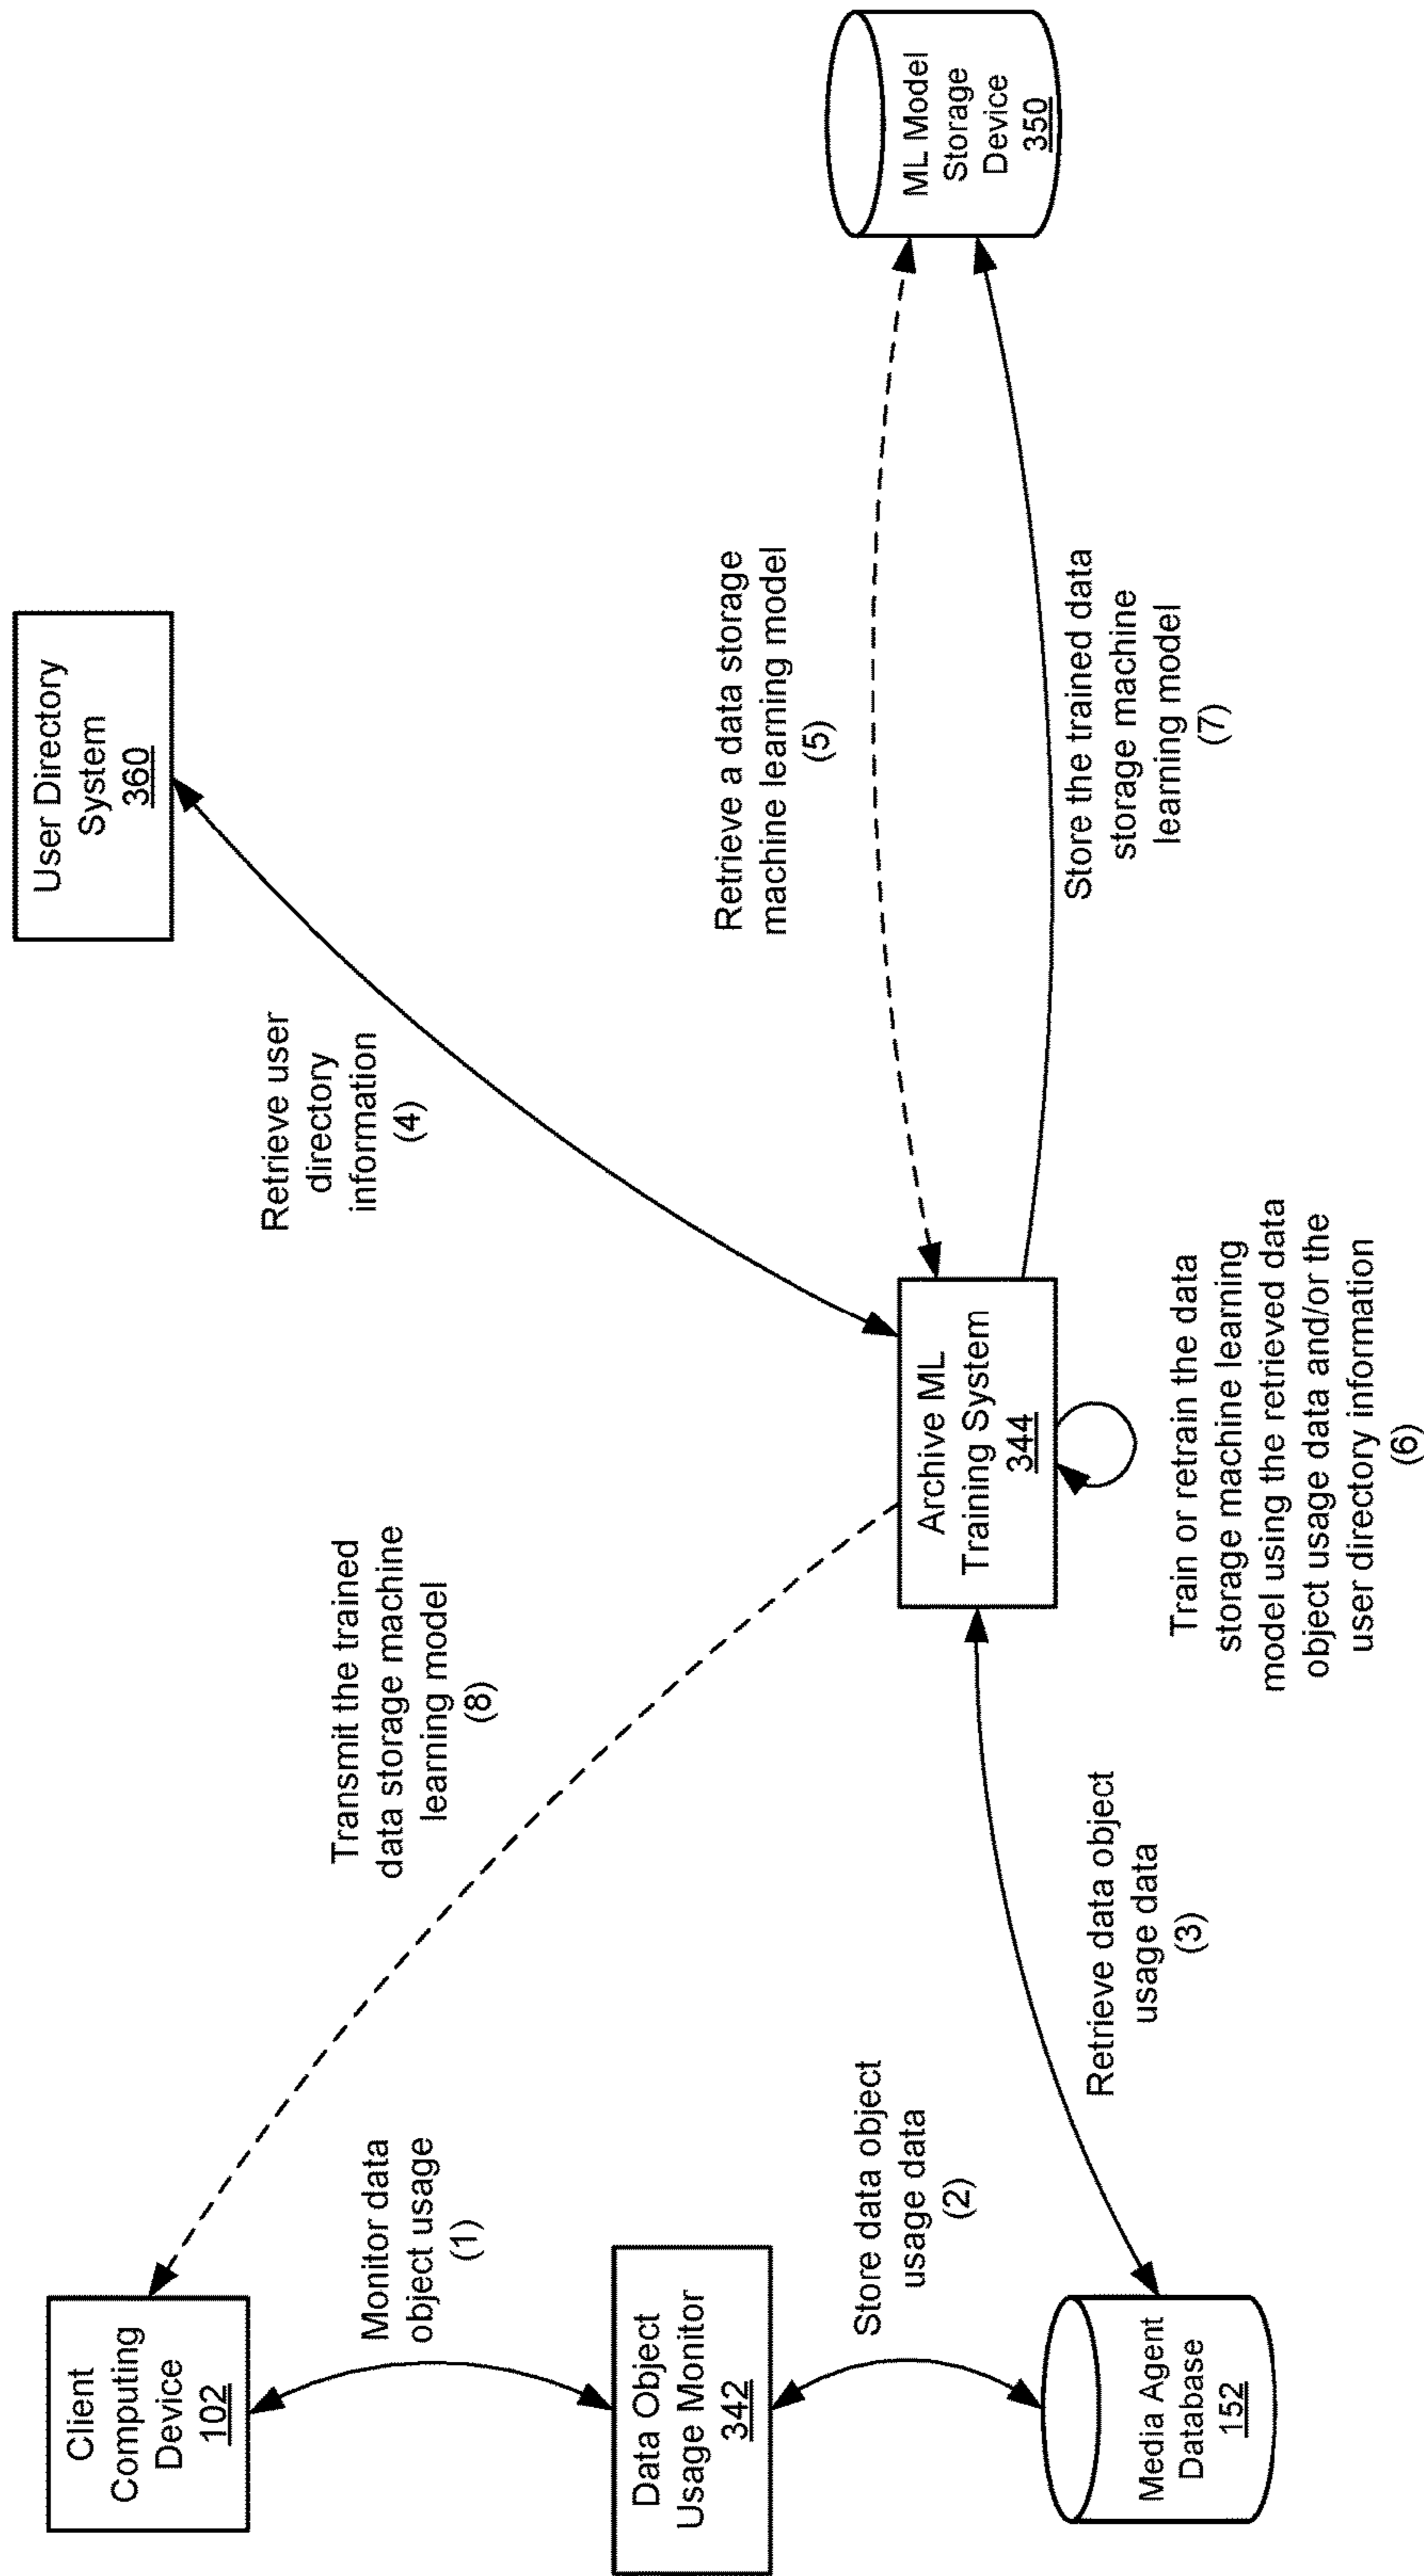 Client
Computing
Device
102
Monitor data
object usage
(1)
Data Object
Usage Monitor
342
Store data object
usage data
(2)
Media Agent
Database
152
Retrieve data object
usage data
(3)
User Directory
System
360
Retrieve user
directory
information
(4)
Retrieve a data storage
machine learning model
(5)
Archive ML
Training System
344
Train or retrain the data
storage machine learning
model using the retrieved data
object usage data and/or the
user directory information
(6)
Store the trained data
storage machine
learning model
(7)
ML Model
Storage
Device
350
Transmit the trained
data storage machine
learning model
(8)